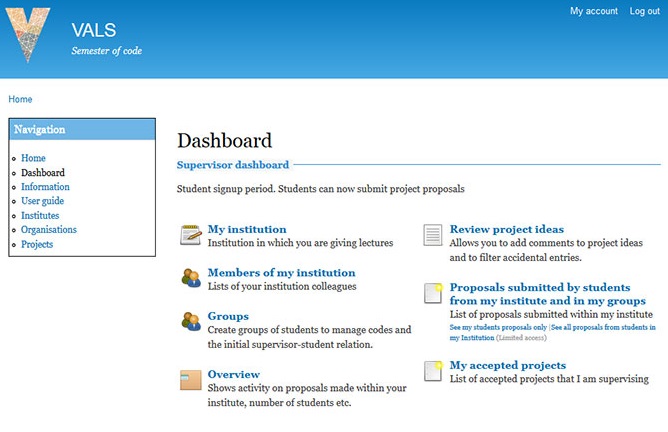 My account Log out
VALS
Semester of code
Home
Navigation
Home
Dashboard
Information
User guide
Institutes
Organisations
Projects
Dashboard
Supervisor dashboard
Student signup period. Students can now submit project proposals
My institution
Institution in which you are giving lectures
Members of my institution
Lists of your institution colleagues
Groups
Create groups of students to manage codes and
the initial supervisor-student relation.
Overview
Shows activity on proposals made within your
institute, number of students etc.
Review project ideas
Allows you to add comments to project ideas
and to filter accidental entries.
Proposals submitted by students
from my institute and in my groups
List of proposals submitted within my institute
See my students proposals only |See all proposals from students in
my Institution (Limited access)
My accepted projects
List of accepted projects that I am supervising